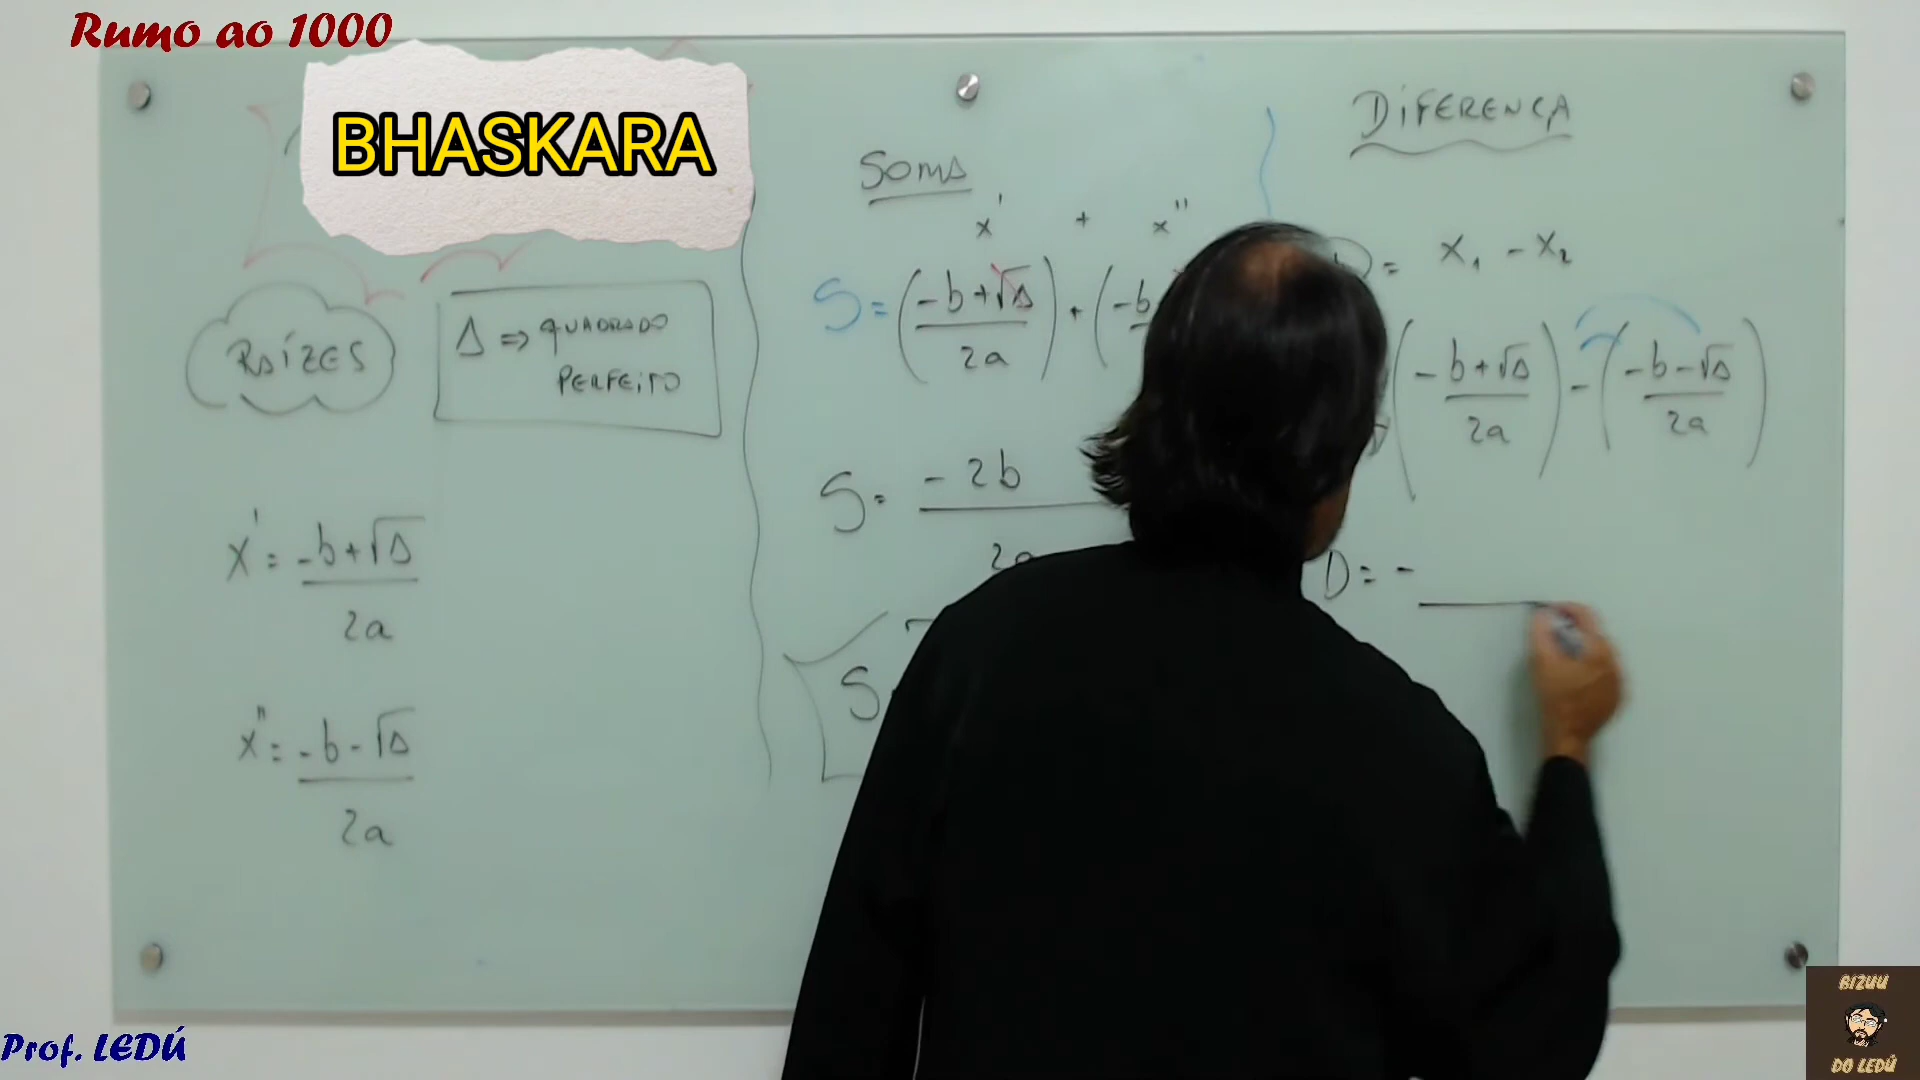 Rumo ao 1000
BHASKARA
RAÍZES
Δ ⇒ QUADRADO
PERFEITO
x' = -b+√Δ
2a
x'' = -b-√Δ
2a
SOMA
x' + x''
S = (-b+√Δ / 2a) + (-b
S = -2b
2a
S
DIFERENÇA
= x₁ - x₂
(-b+√Δ / 2a) - (-b-√Δ / 2a)
D = -
Prof. LEDÚ
BIZUU
DO LEDÚ